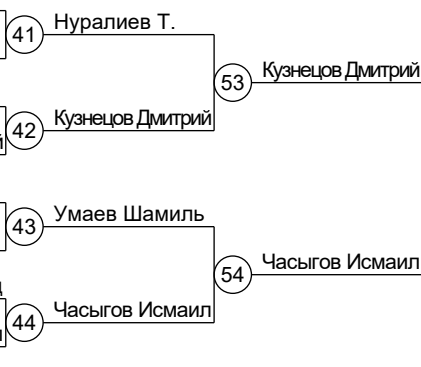 41 Нуралиев Т.
53 Кузнецов Дмитрий
42 Кузнецов Дмитрий
43 Умаев Шамиль
54 Часыгов Исмаил
44 Часыгов Исмаил